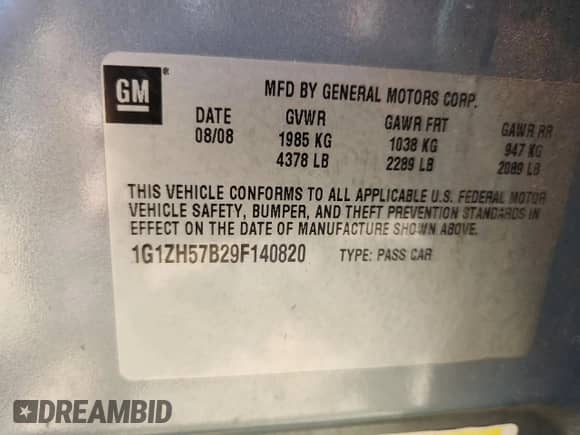 GM®
MFD BY GENERAL MOTORS CORP.
DATE GVWR GAWR FRT GAWR RR
08/08 1985 KG 1038 KG 947 KG
4378 LB 2289 LB 2089 LB
THIS VEHICLE CONFORMS TO ALL APPLICABLE U.S. FEDERAL MOTOR
VEHICLE SAFETY, BUMPER, AND THEFT PREVENTION STANDARDS IN
EFFECT ON THE DATE OF MANUFACTURE SHOWN ABOVE.
1G1ZH57B29F140820 TYPE: PASS CAR
DREAMBID